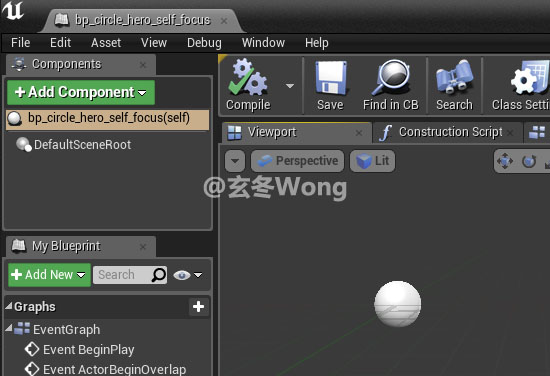 bp_circle_hero_self_focus
File Edit Asset View Debug Window Help
Components
+ Add Component
bp_circle_hero_self_focus(self)
DefaultSceneRoot
Compile Save Find in CB Search Class Settin
Viewport Construction Script
Perspective Lit
@玄冬Wong
My Blueprint
+ Add New Search
Graphs
EventGraph
Event BeginPlay
Event ActorBeginOverlap